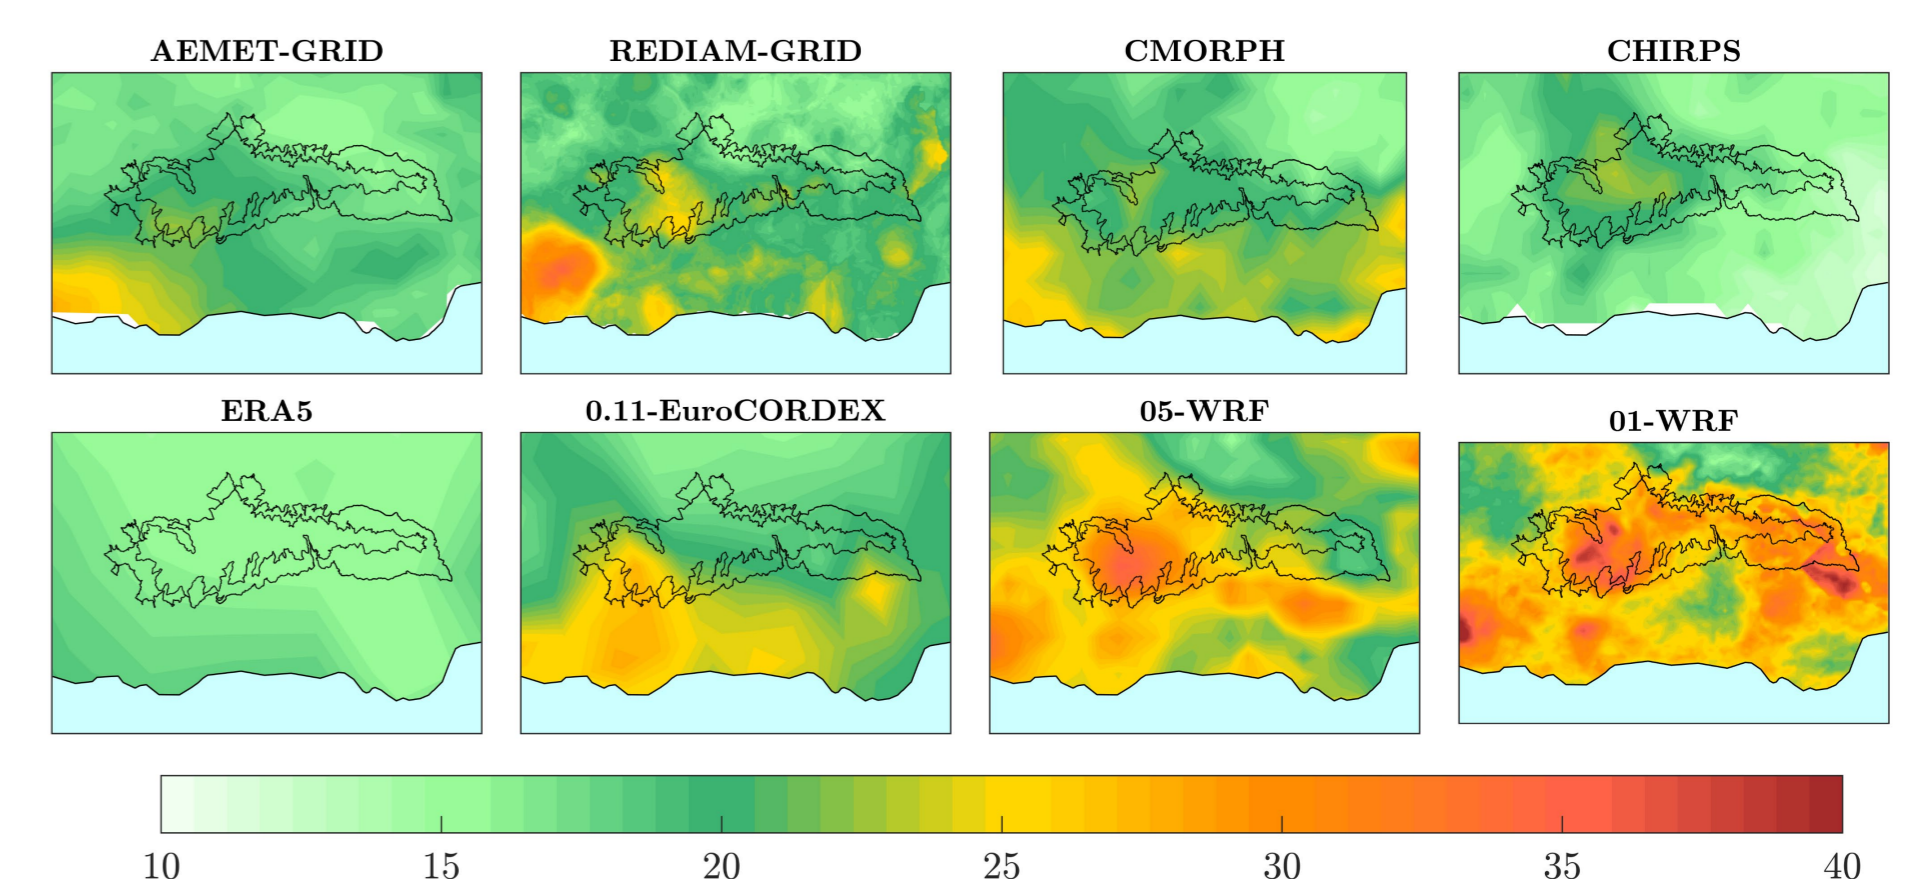 AEMET-GRID REDIAM-GRID CMORPH CHIRPS
ERA5 0.11-EuroCORDEX 05-WRF 01-WRF
10 15 20 25 30 35 40